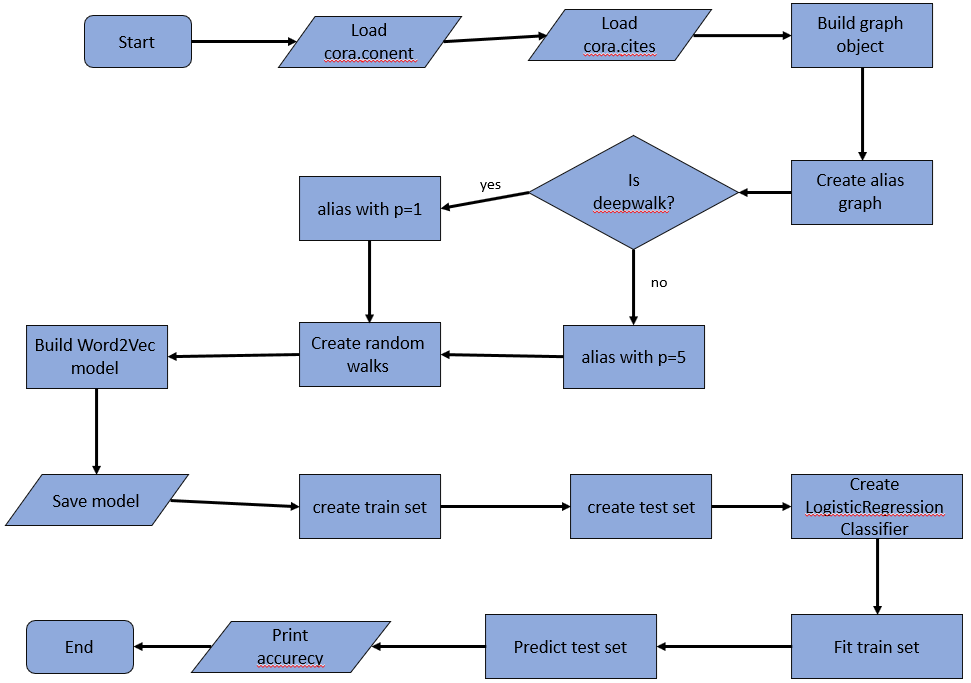 Start
Load
cora.conent
Load
cora.cites
Build graph
object
Create alias
graph
Is
deepwalk?
yes
alias with p=1
no
alias with p=5
Create random
walks
Build Word2Vec
model
Save model
create train set
create test set
Create
LogisticRegression
Classifier
Fit train set
Predict test set
Print
accurecy
End